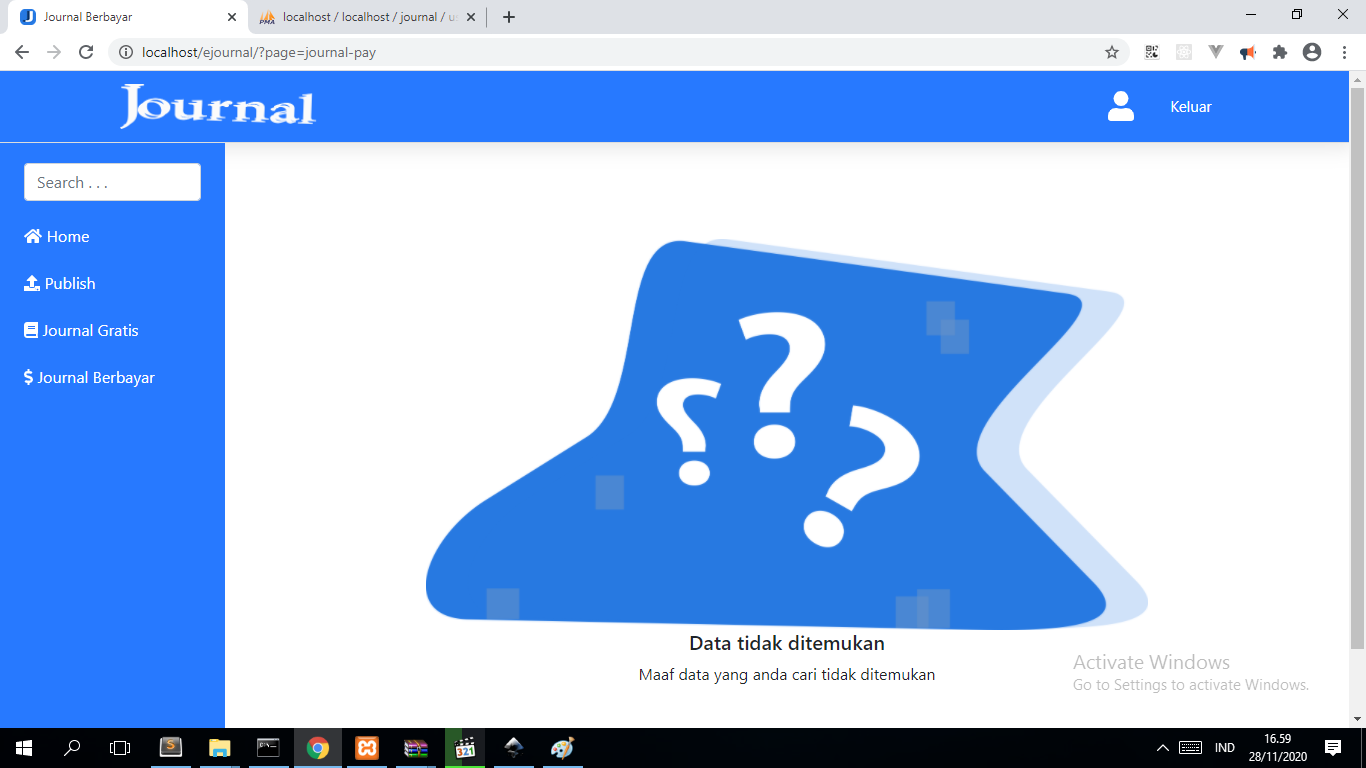 Journal Berbayar
localhost / localhost / journal / us
localhost/ejournal/?page=journal-pay
Journal
Keluar
Search . . .
Home
Publish
Journal Gratis
Journal Berbayar
? ? ?
Data tidak ditemukan
Maaf data yang anda cari tidak ditemukan
Activate Windows
Go to Settings to activate Windows.
IND
16.59
28/11/2020